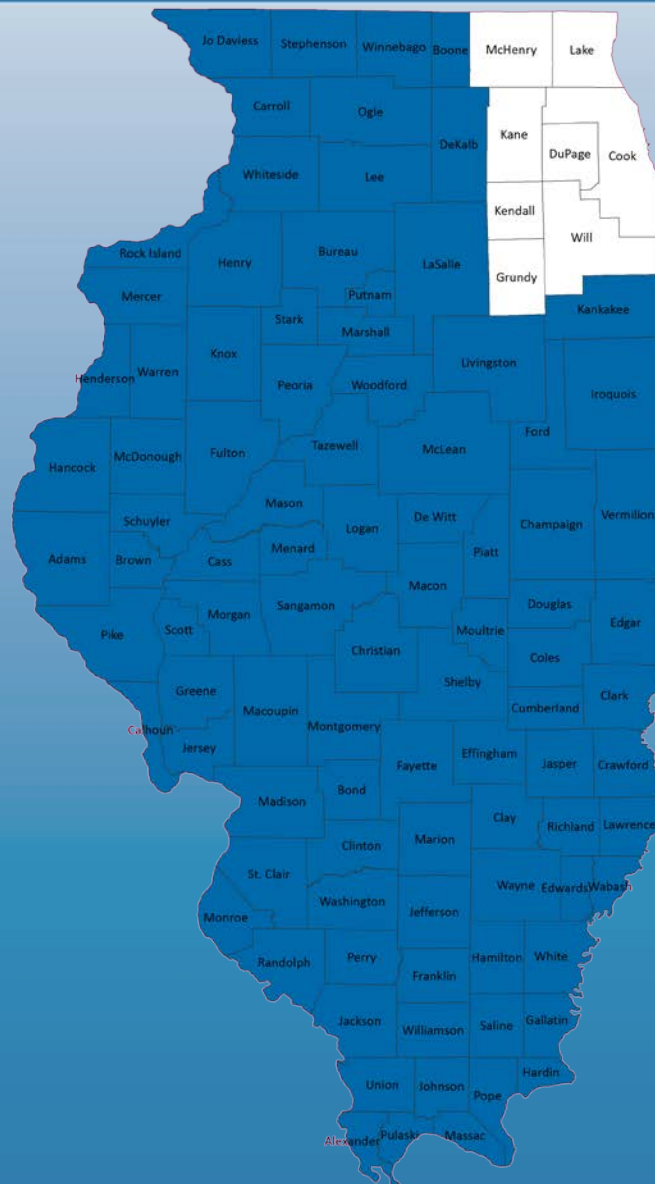 Jo Daviess
Stephenson
Winnebago
Boone
McHenry
Lake
Carroll
Ogle
DeKalb
Kane
DuPage
Cook
Whiteside
Lee
Kendall
Will
Rock Island
Henry
Bureau
LaSalle
Grundy
Mercer
Putnam
Kankakee
Stark
Marshall
Knox
Livingston
Henderson
Warren
Peoria
Woodford
Iroquois
Ford
Hancock
McDonough
Fulton
Tazewell
McLean
Mason
Schuyler
Logan
De Witt
Champaign
Vermilion
Adams
Brown
Cass
Menard
Piatt
Macon
Pike
Scott
Morgan
Sangamon
Douglas
Edgar
Moultrie
Christian
Coles
Greene
Shelby
Clark
Macoupin
Cumberland
Calhoun
Montgomery
Jersey
Fayette
Effingham
Jasper
Crawford
Madison
Bond
Clay
Richland
Lawrence
Clinton
Marion
St. Clair
Wayne
Edwards
Wabash
Washington
Jefferson
Monroe
Randolph
Perry
Hamilton
White
Franklin
Jackson
Williamson
Saline
Gallatin
Hardin
Union
Johnson
Pope
Alexander
Pulaski
Massac